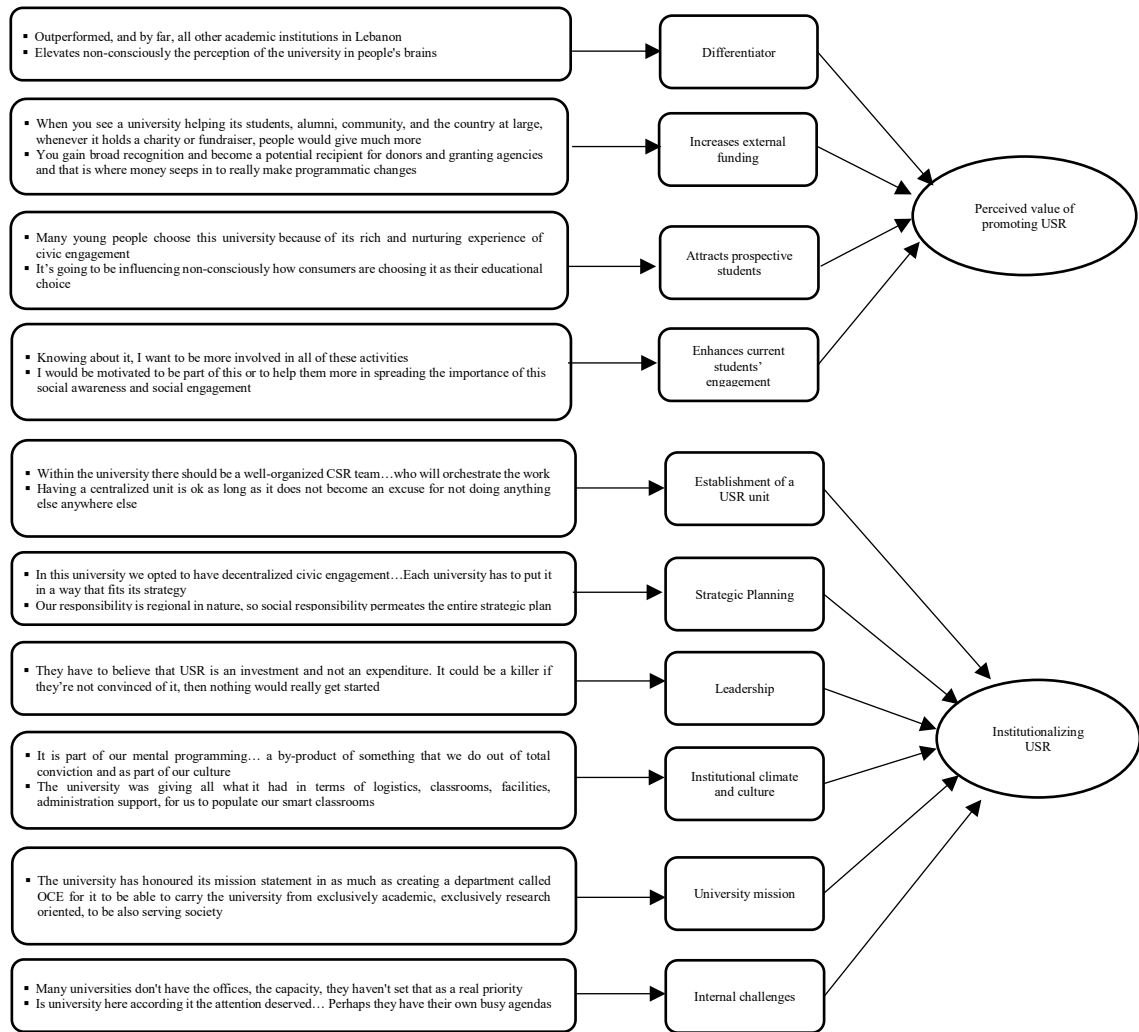 ▪ Outperformed, and by far, all other academic institutions in Lebanon
▪ Elevates non-consciously the perception of the university in people's brains
Differentiator
▪ When you see a university helping its students, alumni, community, and the country at large,
whenever it holds a charity or fundraiser, people would give much more
▪ You gain broad recognition and become a potential recipient for donors and granting agencies
and that is where money seeps in to really make programmatic changes
Increases external
funding
▪ Many young people choose this university because of its rich and nurturing experience of
civic engagement
▪ It's going to be influencing non-consciously how consumers are choosing it as their educational
choice
Attracts prospective
students
▪ Knowing about it, I want to be more involved in all of these activities
▪ I would be motivated to be part of this or to help them more in spreading the importance of this
social awareness and social engagement
Enhances current
students'
engagement
Perceived value of
promoting USR
▪ Within the university there should be a well-organized CSR team…who will orchestrate the work
▪ Having a centralized unit is ok as long as it does not become an excuse for not doing anything
else anywhere else
Establishment of a
USR unit
▪ In this university we opted to have decentralized civic engagement…Each university has to put it
in a way that fits its strategy
▪ Our responsibility is regional in nature, so social responsibility permeates the entire strategic plan
Strategic Planning
▪ They have to believe that USR is an investment and not an expenditure. It could be a killer if
they're not convinced of it, then nothing would really get started
Leadership
▪ It is part of our mental programming… a by-product of something that we do out of total
conviction and as part of our culture
▪ The university was giving all what it had in terms of logistics, classrooms, facilities,
administration support, for us to populate our smart classrooms
Institutional climate
and culture
▪ The university has honoured its mission statement in as much as creating a department called
OCE for it to be able to carry the university from exclusively academic, exclusively research
oriented, to be also serving society
University mission
▪ Many universities don't have the offices, the capacity, they haven't set that as a real priority
▪ Is university here according it the attention deserved… Perhaps they have their own busy agendas
Internal challenges
Institutionalizing
USR